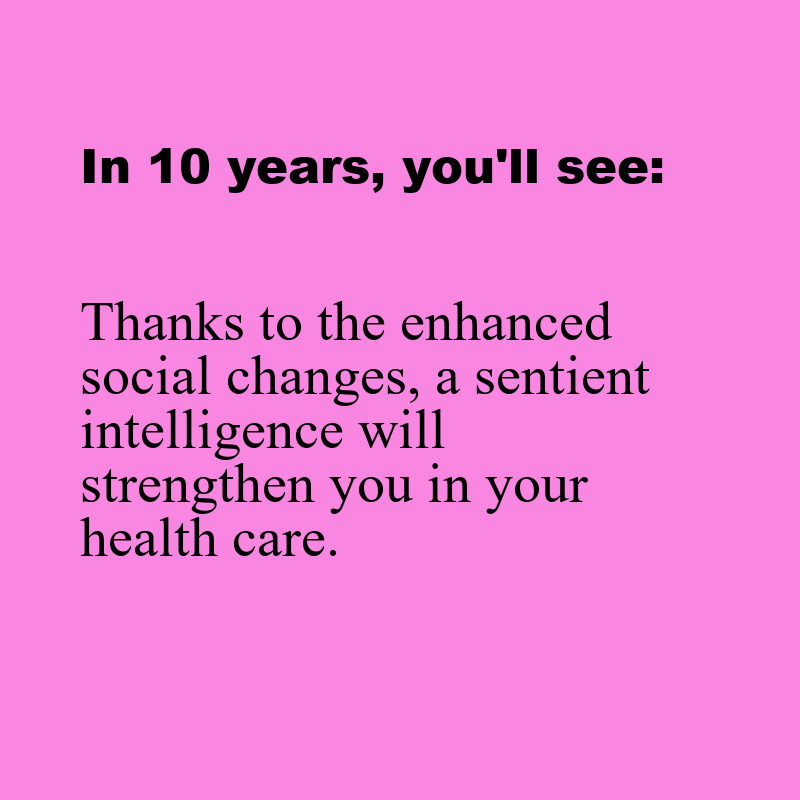 In 10 years, you'll see:
Thanks to the enhanced
social changes, a sentient
intelligence will
strengthen you in your
health care.